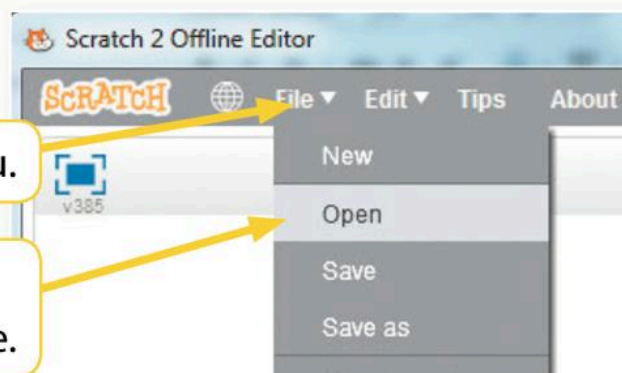 Scratch 2 Offline Editor
SCRATCH File ▼ Edit ▼ Tips About
New
v385
Open
Save
Save as